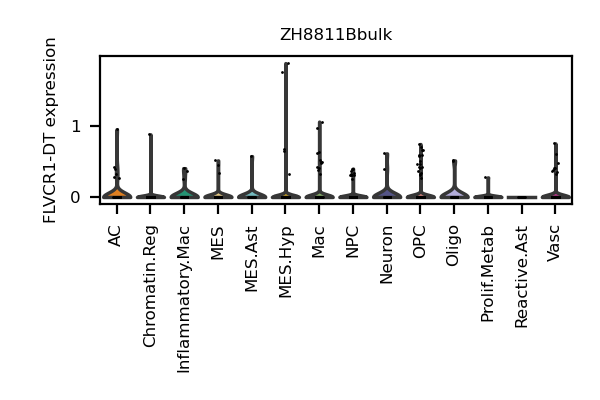 ZH8811Bbulk
FLVCR1-DT expression
1
0
AC
Chromatin.Reg
Inflammatory.Mac
MES
MES.Ast
MES.Hyp
Mac
NPC
Neuron
OPC
Oligo
Prolif.Metab
Reactive.Ast
Vasc